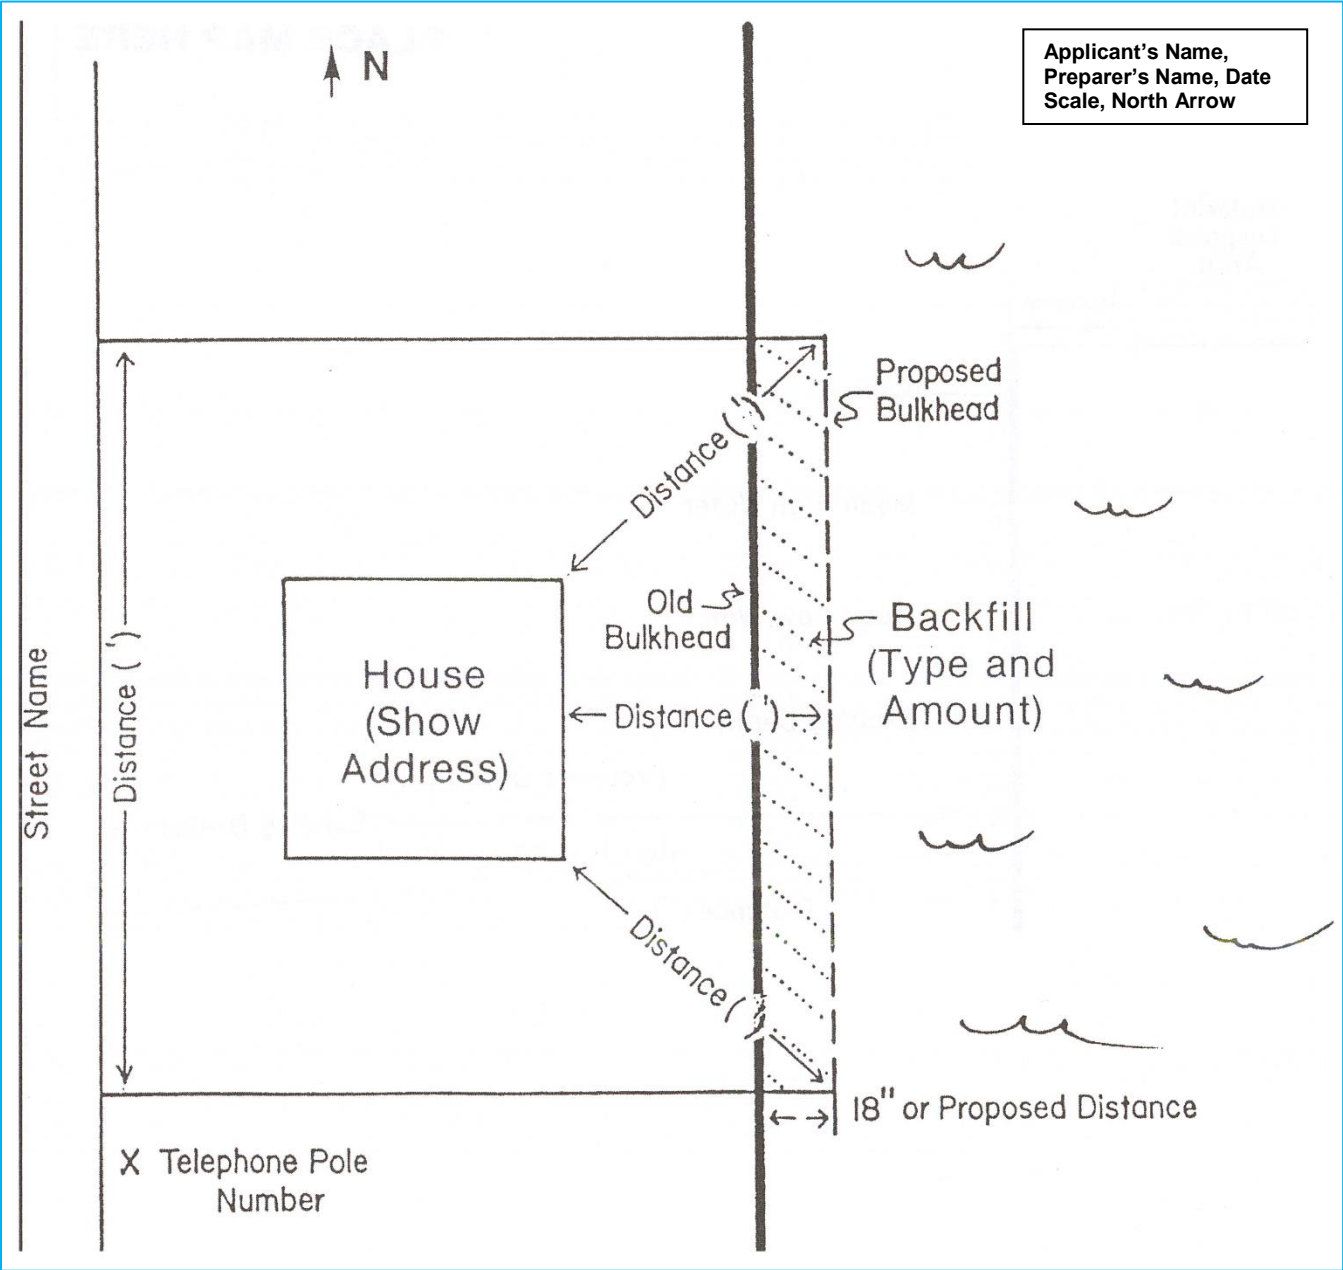 N
Applicant's Name,
Preparer's Name, Date
Scale, North Arrow
Proposed
Bulkhead
Distance ( ')
Old
Bulkhead
Backfill
(Type and
Amount)
House
(Show
Address)
Distance ( ')
Street Name
Distance ( ')
Distance ( ')
18" or Proposed Distance
X Telephone Pole
Number